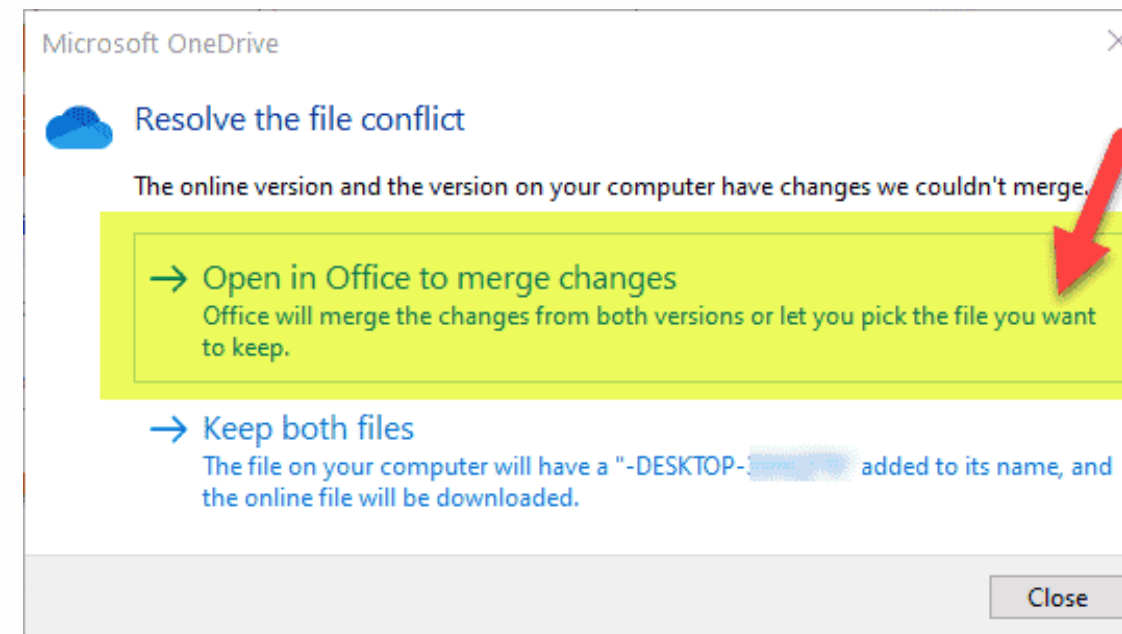 Microsoft OneDrive
Resolve the file conflict
The online version and the version on your computer have changes we couldn't merge.
→ Open in Office to merge changes
Office will merge the changes from both versions or let you pick the file you want
to keep.
→ Keep both files
The file on your computer will have a "-DESKTOP- added to its name, and
the online file will be downloaded.
Close